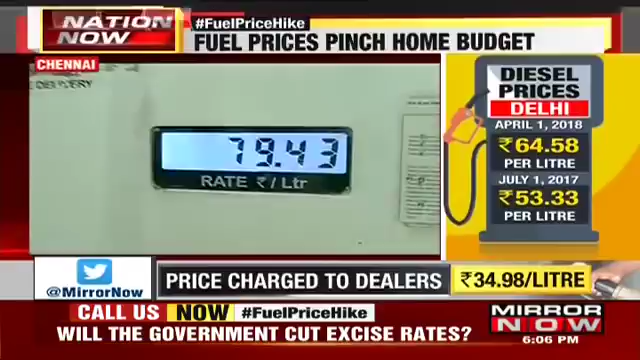 NATION
NOW
#FuelPriceHike
FUEL PRICES PINCH HOME BUDGET
CHENNAI
DELIVERY
79.43
RATE ₹/Ltr
DIESEL
PRICES
DELHI
APRIL 1, 2018
₹64.58
PER LITRE
JULY 1, 2017
₹53.33
PER LITRE
@MirrorNow
PRICE CHARGED TO DEALERS
₹34.98/LITRE
CALL US NOW #FuelPriceHike
WILL THE GOVERNMENT CUT EXCISE RATES?
MIRROR
NOW
6:06 PM